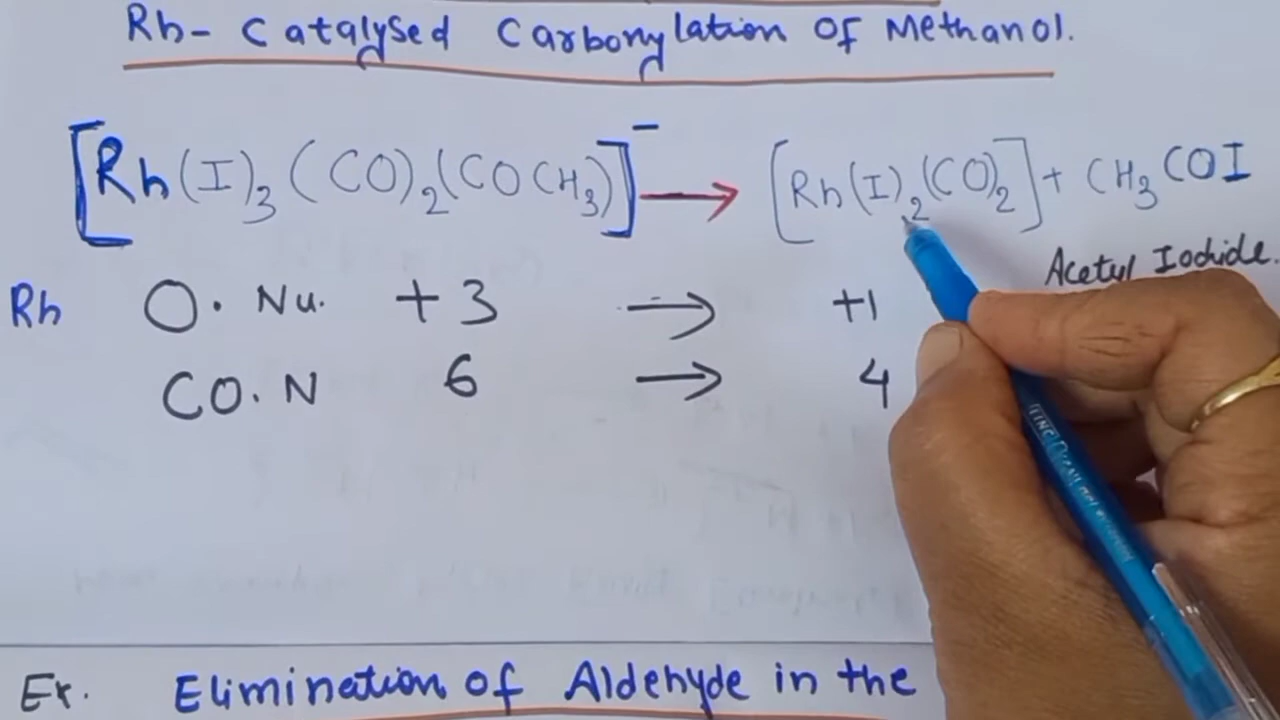 Rh- Catalysed Carbonylation Of Methanol.
[Rh(I)₃(CO)₂(COCH₃)]⁻ → [Rh(I)₂(CO)₂] + CH₃COI
Acetyl Iodide.
Rh O. Nu. +3 → +1
CO. N 6 → 4
Ex. Elimination of Aldehyde in the